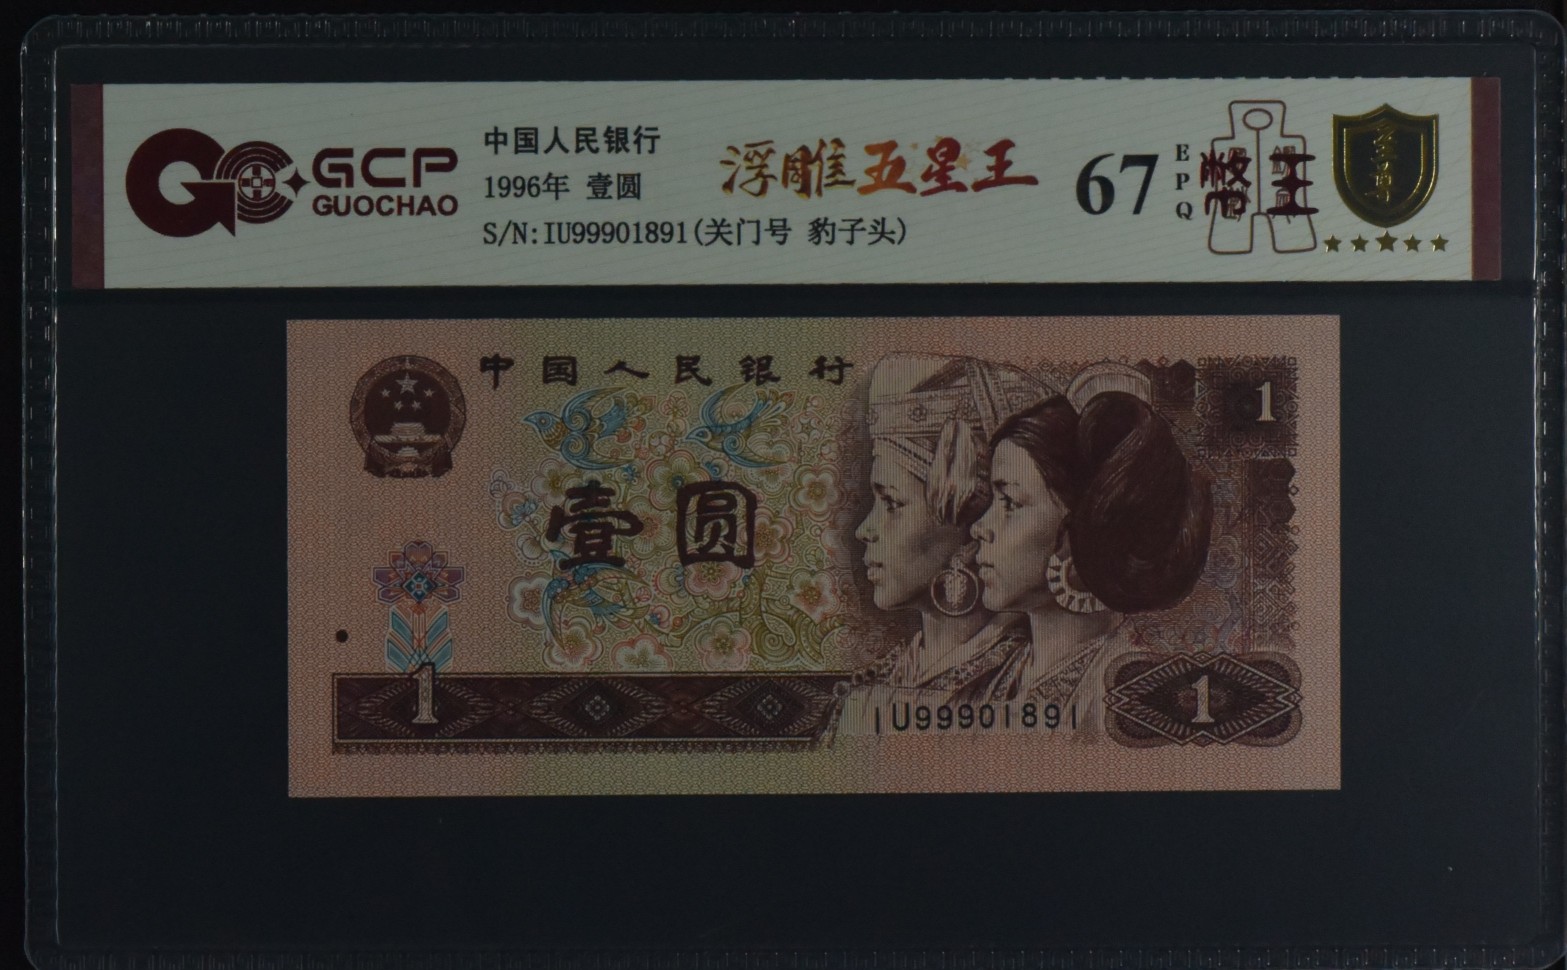 GCP
GUOCHAO
中国人民银行
1996年 壹圆
S/N:IU99901891(关门号 豹子头)
浮雕五星王
67
EPQ
至尊
中国人民银行
1
壹圆
1
IU99901891
1